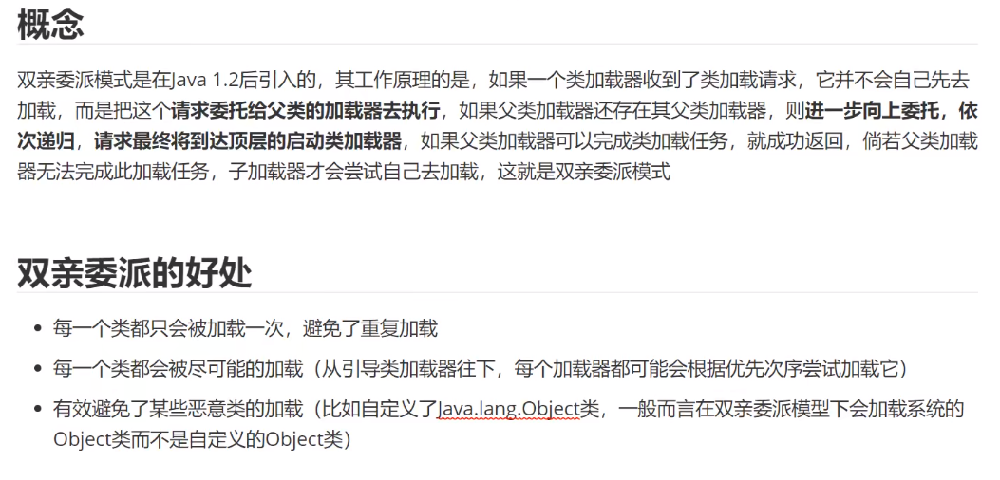 概念
双亲委派模式是在Java 1.2后引入的，其工作原理的是，如果一个类加载器收到了类加载请求，它并不会自己先去
加载，而是把这个请求委托给父类的加载器去执行，如果父类加载器还存在其父类加载器，则进一步向上委托，依
次递归，请求最终将到达顶层的启动类加载器，如果父类加载器可以完成类加载任务，就成功返回，倘若父类加载
器无法完成此加载任务，子加载器才会尝试自己去加载，这就是双亲委派模式
双亲委派的好处
每一个类都只会被加载一次，避免了重复加载
每一个类都会被尽可能的加载（从引导类加载器往下，每个加载器都可能会根据优先次序尝试加载它）
有效避免了某些恶意类的加载（比如自定义了Java.lang.Object类，一般而言在双亲委派模型下会加载系统的
Object类而不是自定义的Object类）